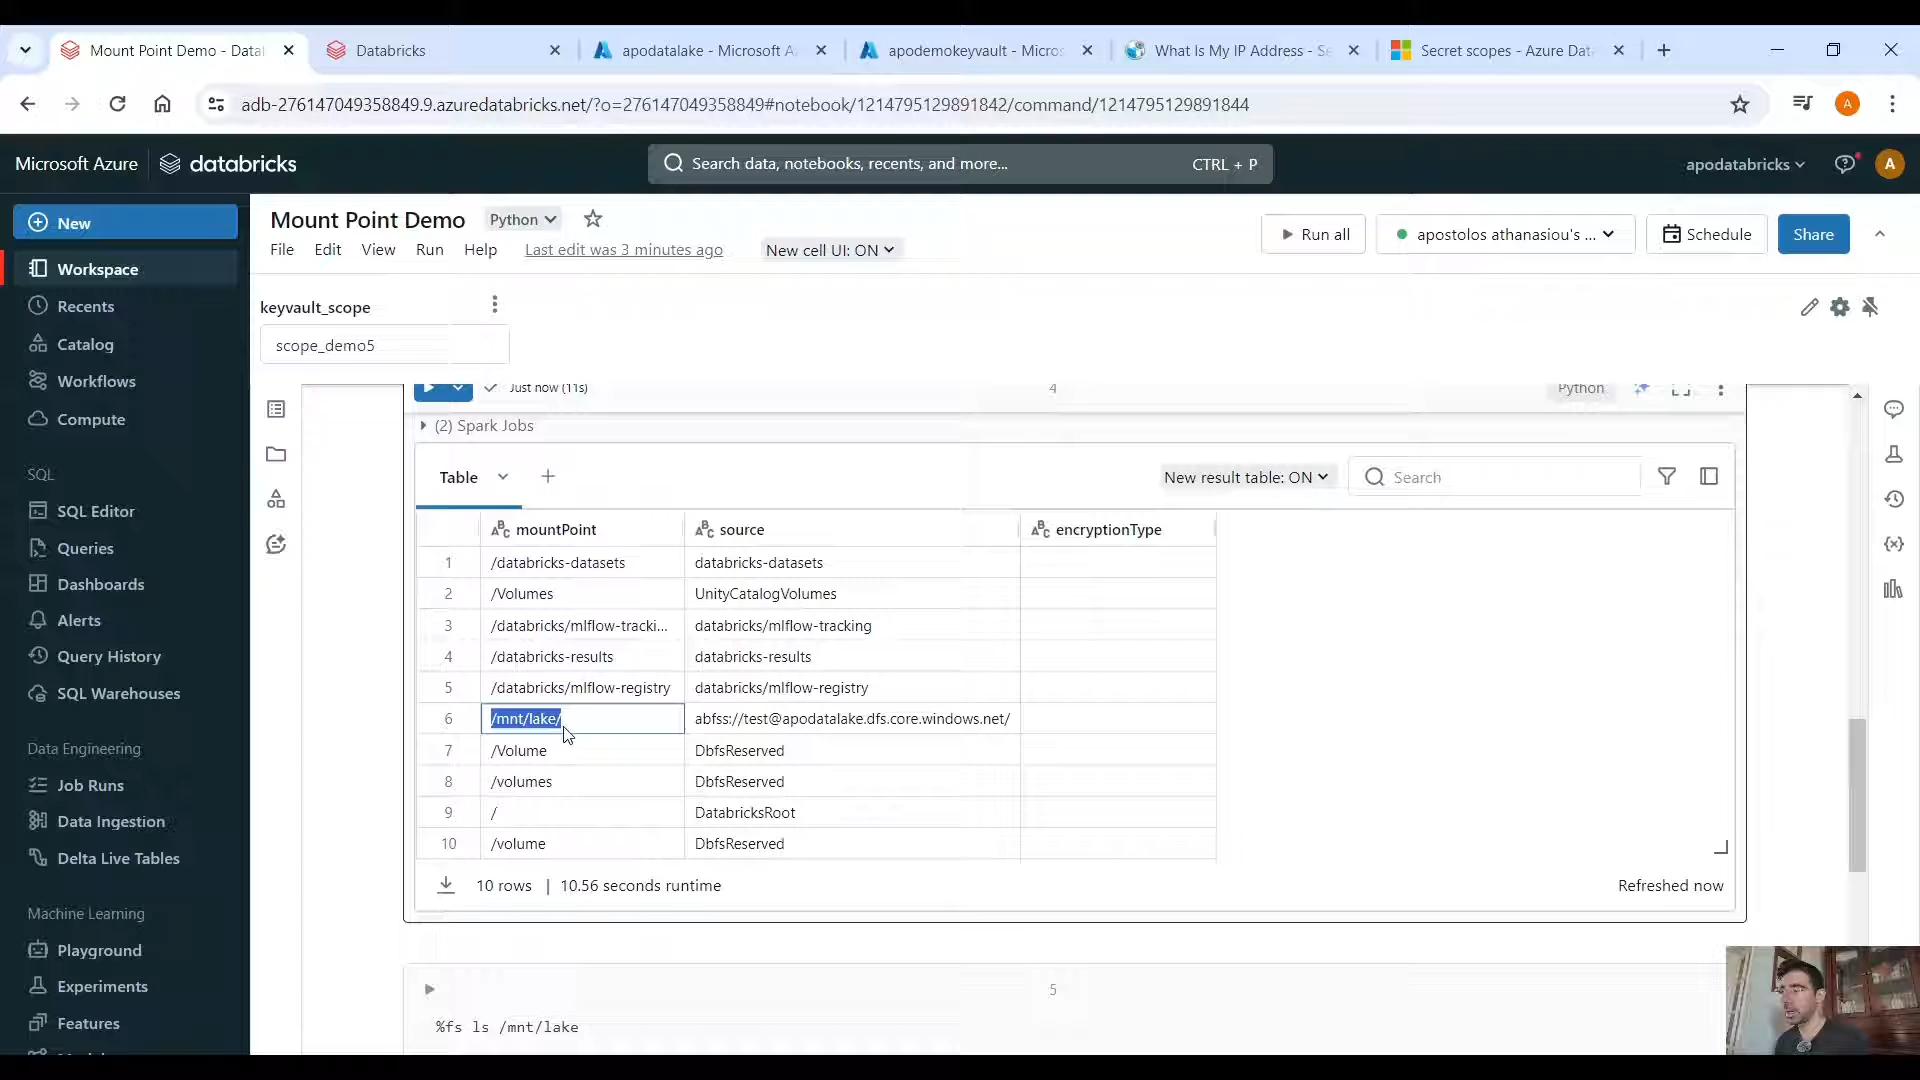 Mount Point Demo - Datab
Databricks
apodatalake - Microsoft A
apodemokeyvault - Micros
What Is My IP Address - Se
Secret scopes - Azure Dat
adb-276147049358849.9.azuredatabricks.net/?o=276147049358849#notebook/1214795129891842/command/1214795129891844
A
Microsoft Azure
databricks
Search data, notebooks, recents, and more...
CTRL + P
apodatabricks
A
New
Workspace
Recents
Catalog
Workflows
Compute
SQL
SQL Editor
Queries
Dashboards
Alerts
Query History
SQL Warehouses
Data Engineering
Job Runs
Data Ingestion
Delta Live Tables
Machine Learning
Playground
Experiments
Features
Mount Point Demo
Python
File
Edit
View
Run
Help
Last edit was 3 minutes ago
New cell UI: ON
Run all
apostolos athanasiou's ...
Schedule
Share
keyvault_scope
scope_demo5
Just now (11s)
4
Python
(2) Spark Jobs
Table
New result table: ON
Search
mountPoint source encryptionType
1 /databricks-datasets databricks-datasets
2 /Volumes UnityCatalogVolumes
3 /databricks/mlflow-tracki... databricks/mlflow-tracking
4 /databricks-results databricks-results
5 /databricks/mlflow-registry databricks/mlflow-registry
6 /mnt/lake/ abfss://test@apodatalake.dfs.core.windows.net/
7 /Volume DbfsReserved
8 /volumes DbfsReserved
9 / DatabricksRoot
10 /volume DbfsReserved
10 rows | 10.56 seconds runtime
Refreshed now
5
%fs ls /mnt/lake